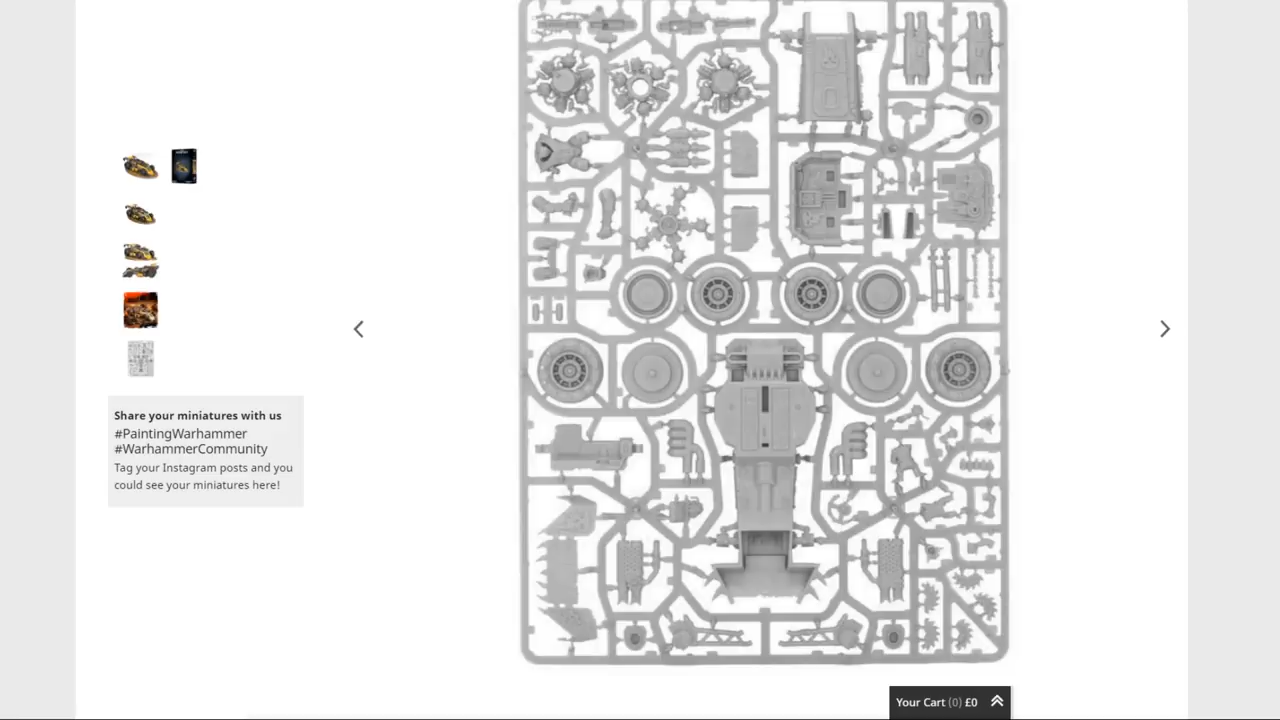 Share your miniatures with us
#PaintingWarhammer
#WarhammerCommunity
Tag your Instagram posts and you
could see your miniatures here!
Your Cart (0) £0